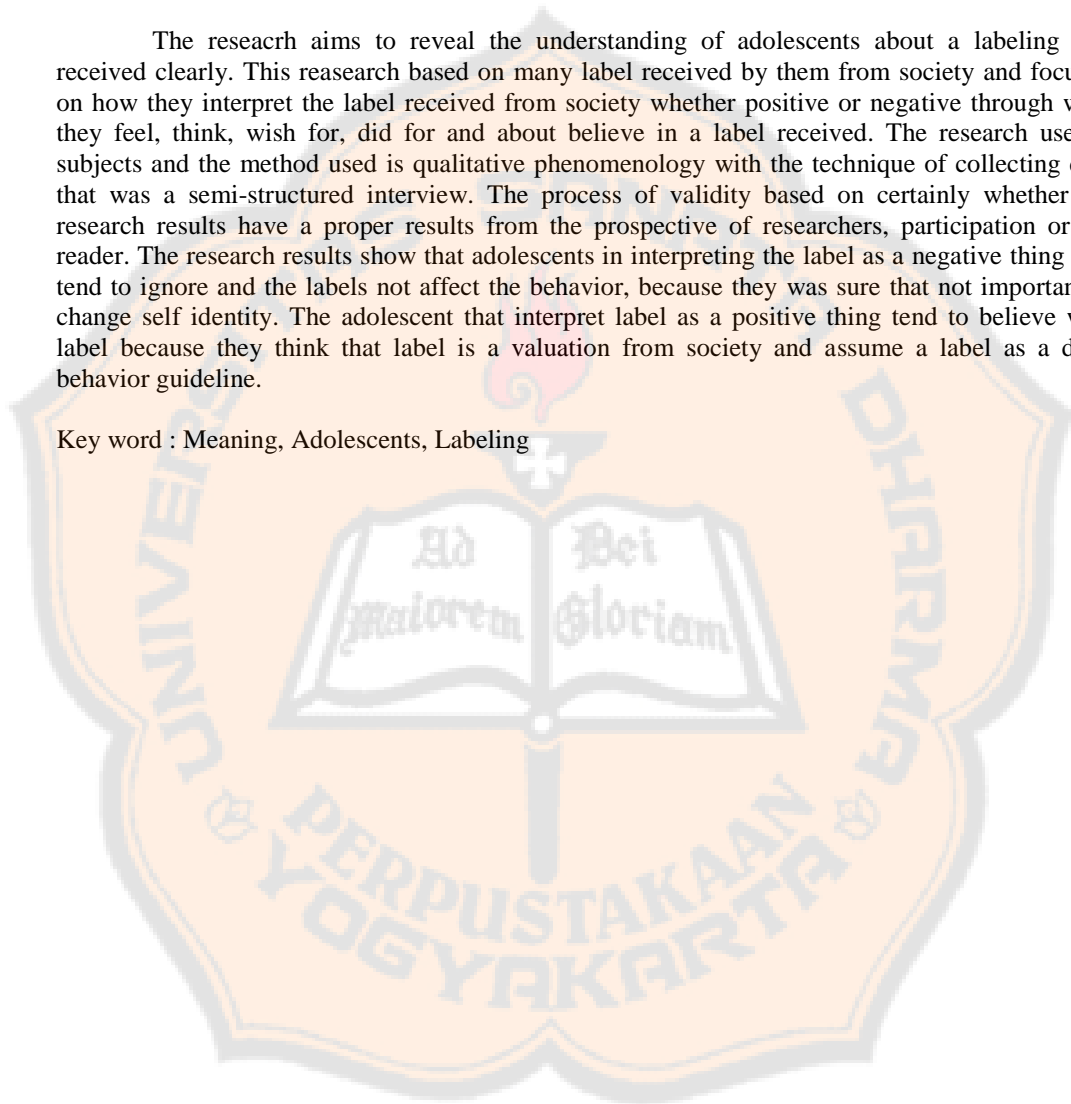 The reseacrh aims to reveal the understanding of adolescents about a labeling
received clearly. This reasearch based on many label received by them from society and
on how they interpret the label received from society whether positive or negative through
they feel, think, wish for, did for and about believe in a label received. The research
subjects and the method used is qualitative phenomenology with the technique of collecting
that was a semi-structured interview. The process of validity based on certainly whether
research results have a proper results from the prospective of researchers, participation or
reader. The research results show that adolescents in interpreting the label as a negative thing
tend to ignore and the labels not affect the behavior, because they was sure that not
change self identity. The adolescent that interpret label as a positive thing tend to believe
label because they think that label is a valuation from society and assume a label as a
behavior guideline.
Key word : Meaning, Adolescents, Labeling
UNIVERSITAS SANATA DHARMA
Ad Dei
Maiorem Gloriam
PERPUSTAKAAN
YOGYAKARTA